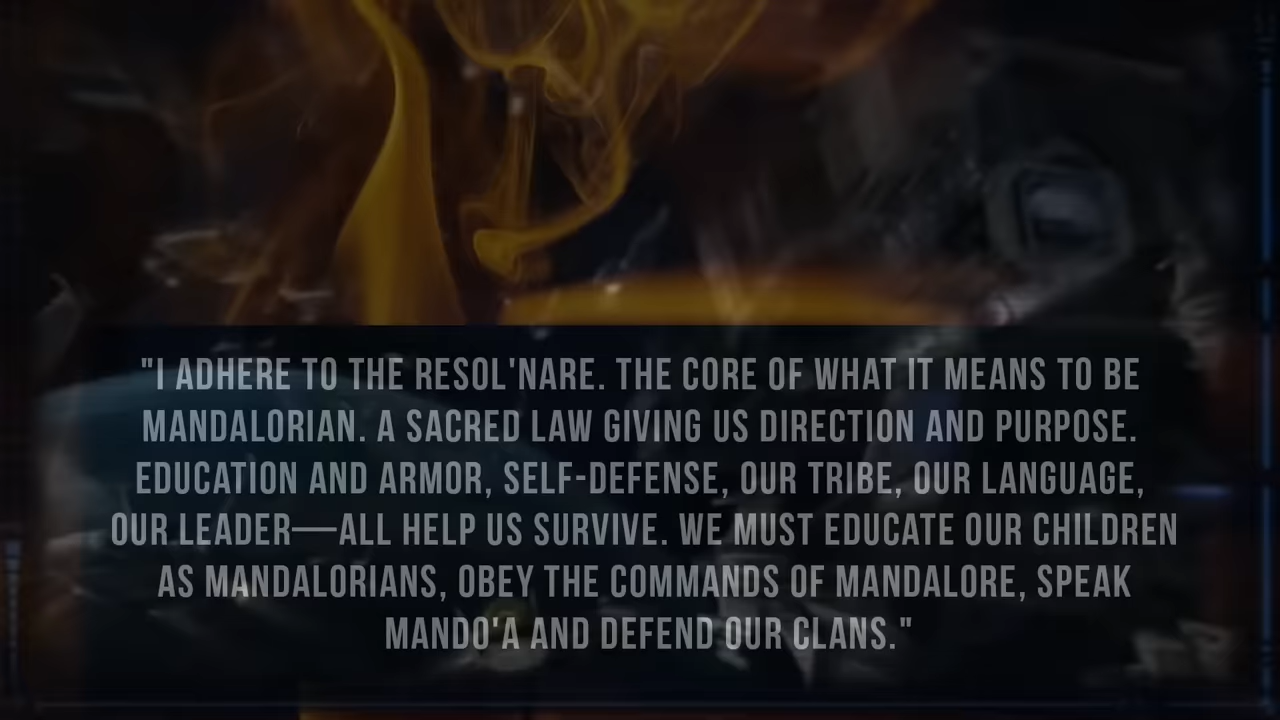 "I ADHERE TO THE RESOL'NARE. THE CORE OF WHAT IT MEANS TO BE
MANDALORIAN. A SACRED LAW GIVING US DIRECTION AND PURPOSE.
EDUCATION AND ARMOR, SELF-DEFENSE, OUR TRIBE, OUR LANGUAGE,
OUR LEADER—ALL HELP US SURVIVE. WE MUST EDUCATE OUR CHILDREN
AS MANDALORIANS, OBEY THE COMMANDS OF MANDALORE, SPEAK
MANDO'A AND DEFEND OUR CLANS."